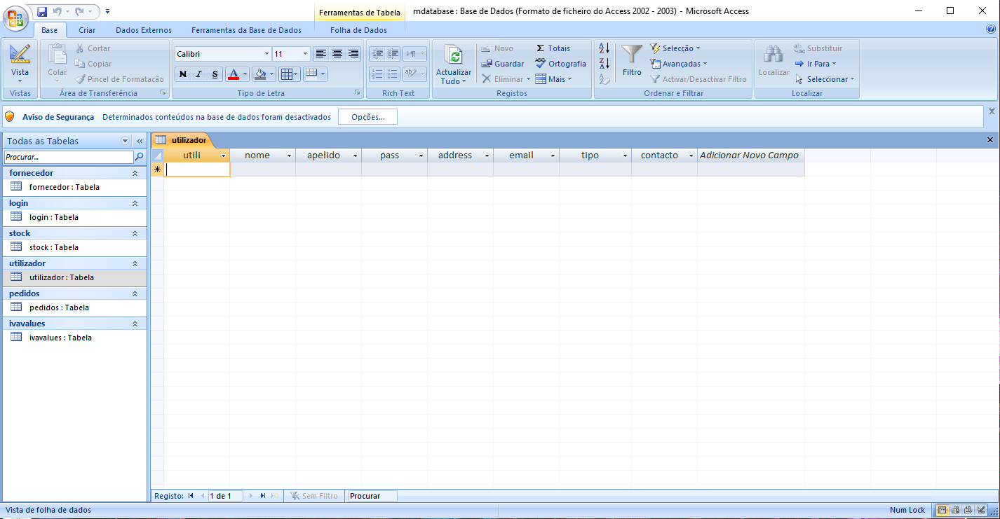 Ferramentas de Tabela
mdatabase : Base de Dados (Formato de ficheiro do Access 2002 - 2003) - Microsoft Access
Base Criar Dados Externos Ferramentas da Base de Dados Folha de Dados
Vista
Vistas
Colar
Cortar
Copiar
Pincel de Formatação
Área de Transferência
Calibri 11
N I S A
Tipo de Letra
ab
Rich Text
Actualizar
Tudo
Novo
Guardar
Eliminar
Σ Totais
ABC Ortografia
Mais
Registos
A Z
Z A
A Z
Filtro
Selecção
Avançadas
Activar/Desactivar Filtro
Ordenar e Filtrar
Localizar
Substituir
Ir Para
Seleccionar
Localizar
Aviso de Segurança Determinados conteúdos na base de dados foram desactivados Opções...
Todas as Tabelas
Procurar...
fornecedor
fornecedor : Tabela
login
login : Tabela
stock
stock : Tabela
utilizador
utilizador : Tabela
pedidos
pedidos : Tabela
ivavalues
ivavalues : Tabela
utilizador
utili nome apelido pass address email tipo contacto Adicionar Novo Campo
Registo: 1 de 1 Sem Filtro Procurar
Vista de folha de dados Num Lock